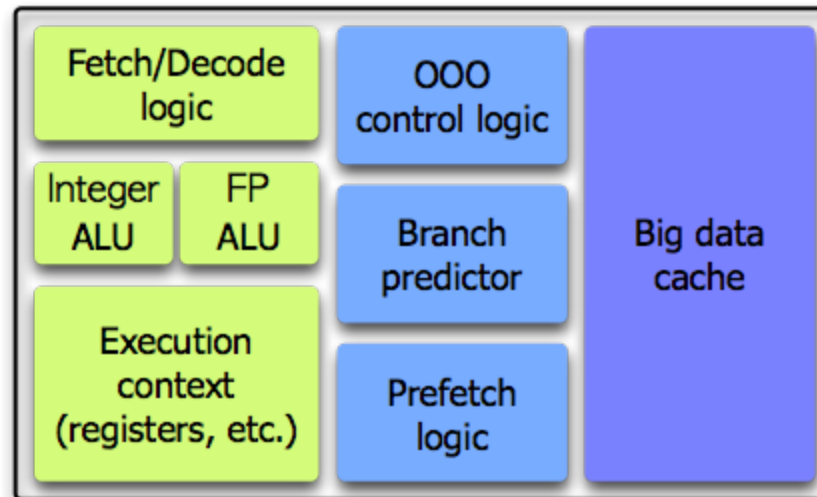 Fetch/Decode
logic
Integer
ALU
FP
ALU
Execution
context
(registers, etc.)
OOO
control logic
Branch
predictor
Prefetch
logic
Big data
cache